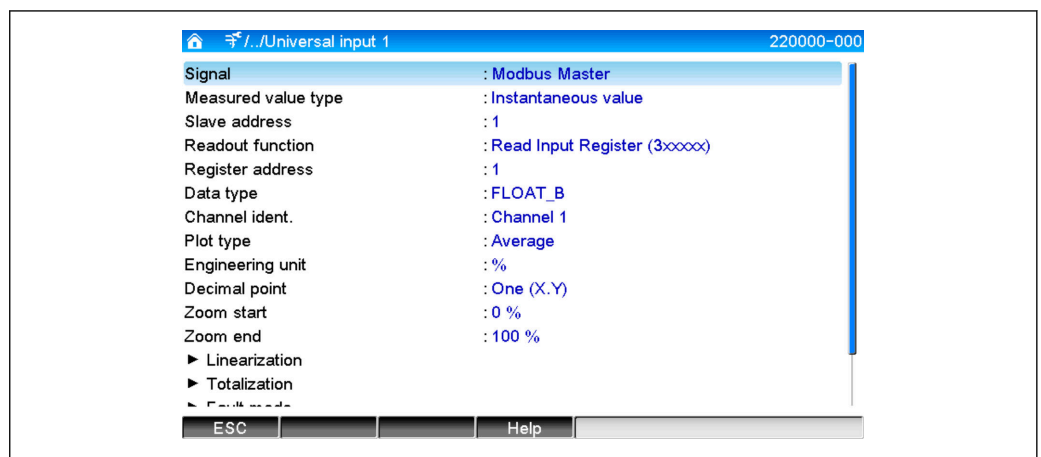 /../Universal input 1 220000-000
Signal : Modbus Master
Measured value type : Instantaneous value
Slave address : 1
Readout function : Read Input Register (3xxxxx)
Register address : 1
Data type : FLOAT_B
Channel ident. : Channel 1
Plot type : Average
Engineering unit : %
Decimal point : One (X.Y)
Zoom start : 0 %
Zoom end : 100 %
► Linearization
► Totalization
► Fault mode
ESC Help